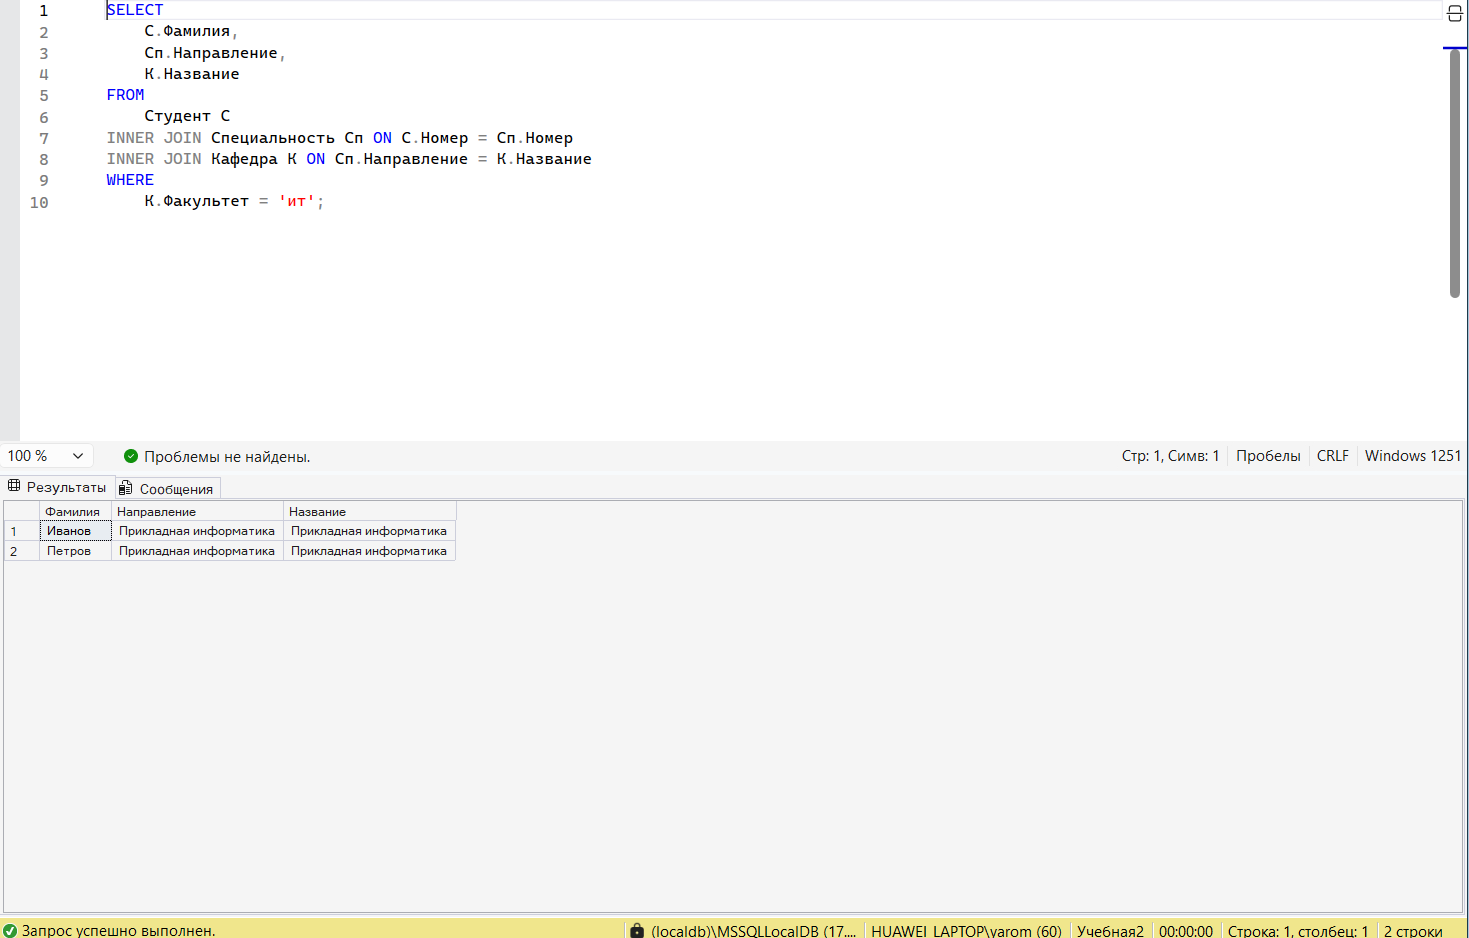 1 SELECT
2 С.Фамилия,
3 Сп.Направление,
4 К.Название
5 FROM
6 Студент С
7 INNER JOIN Специальность Сп ON С.Номер = Сп.Номер
8 INNER JOIN Кафедра К ON Сп.Направление = К.Название
9 WHERE
10 К.Факультет = 'ит';
100 % Проблемы не найдены. Стр: 1, Симв: 1 Пробелы CRLF Windows 1251
Результаты Сообщения
Фамилия Направление Название
1 Иванов Прикладная информатика Прикладная информатика
2 Петров Прикладная информатика Прикладная информатика
Запрос успешно выполнен. (localdb)\MSSQLLocalDB (17.... HUAWEI_LAPTOP\yarom (60) Учебная2 00:00:00 Строка: 1, столбец: 1 2 строки